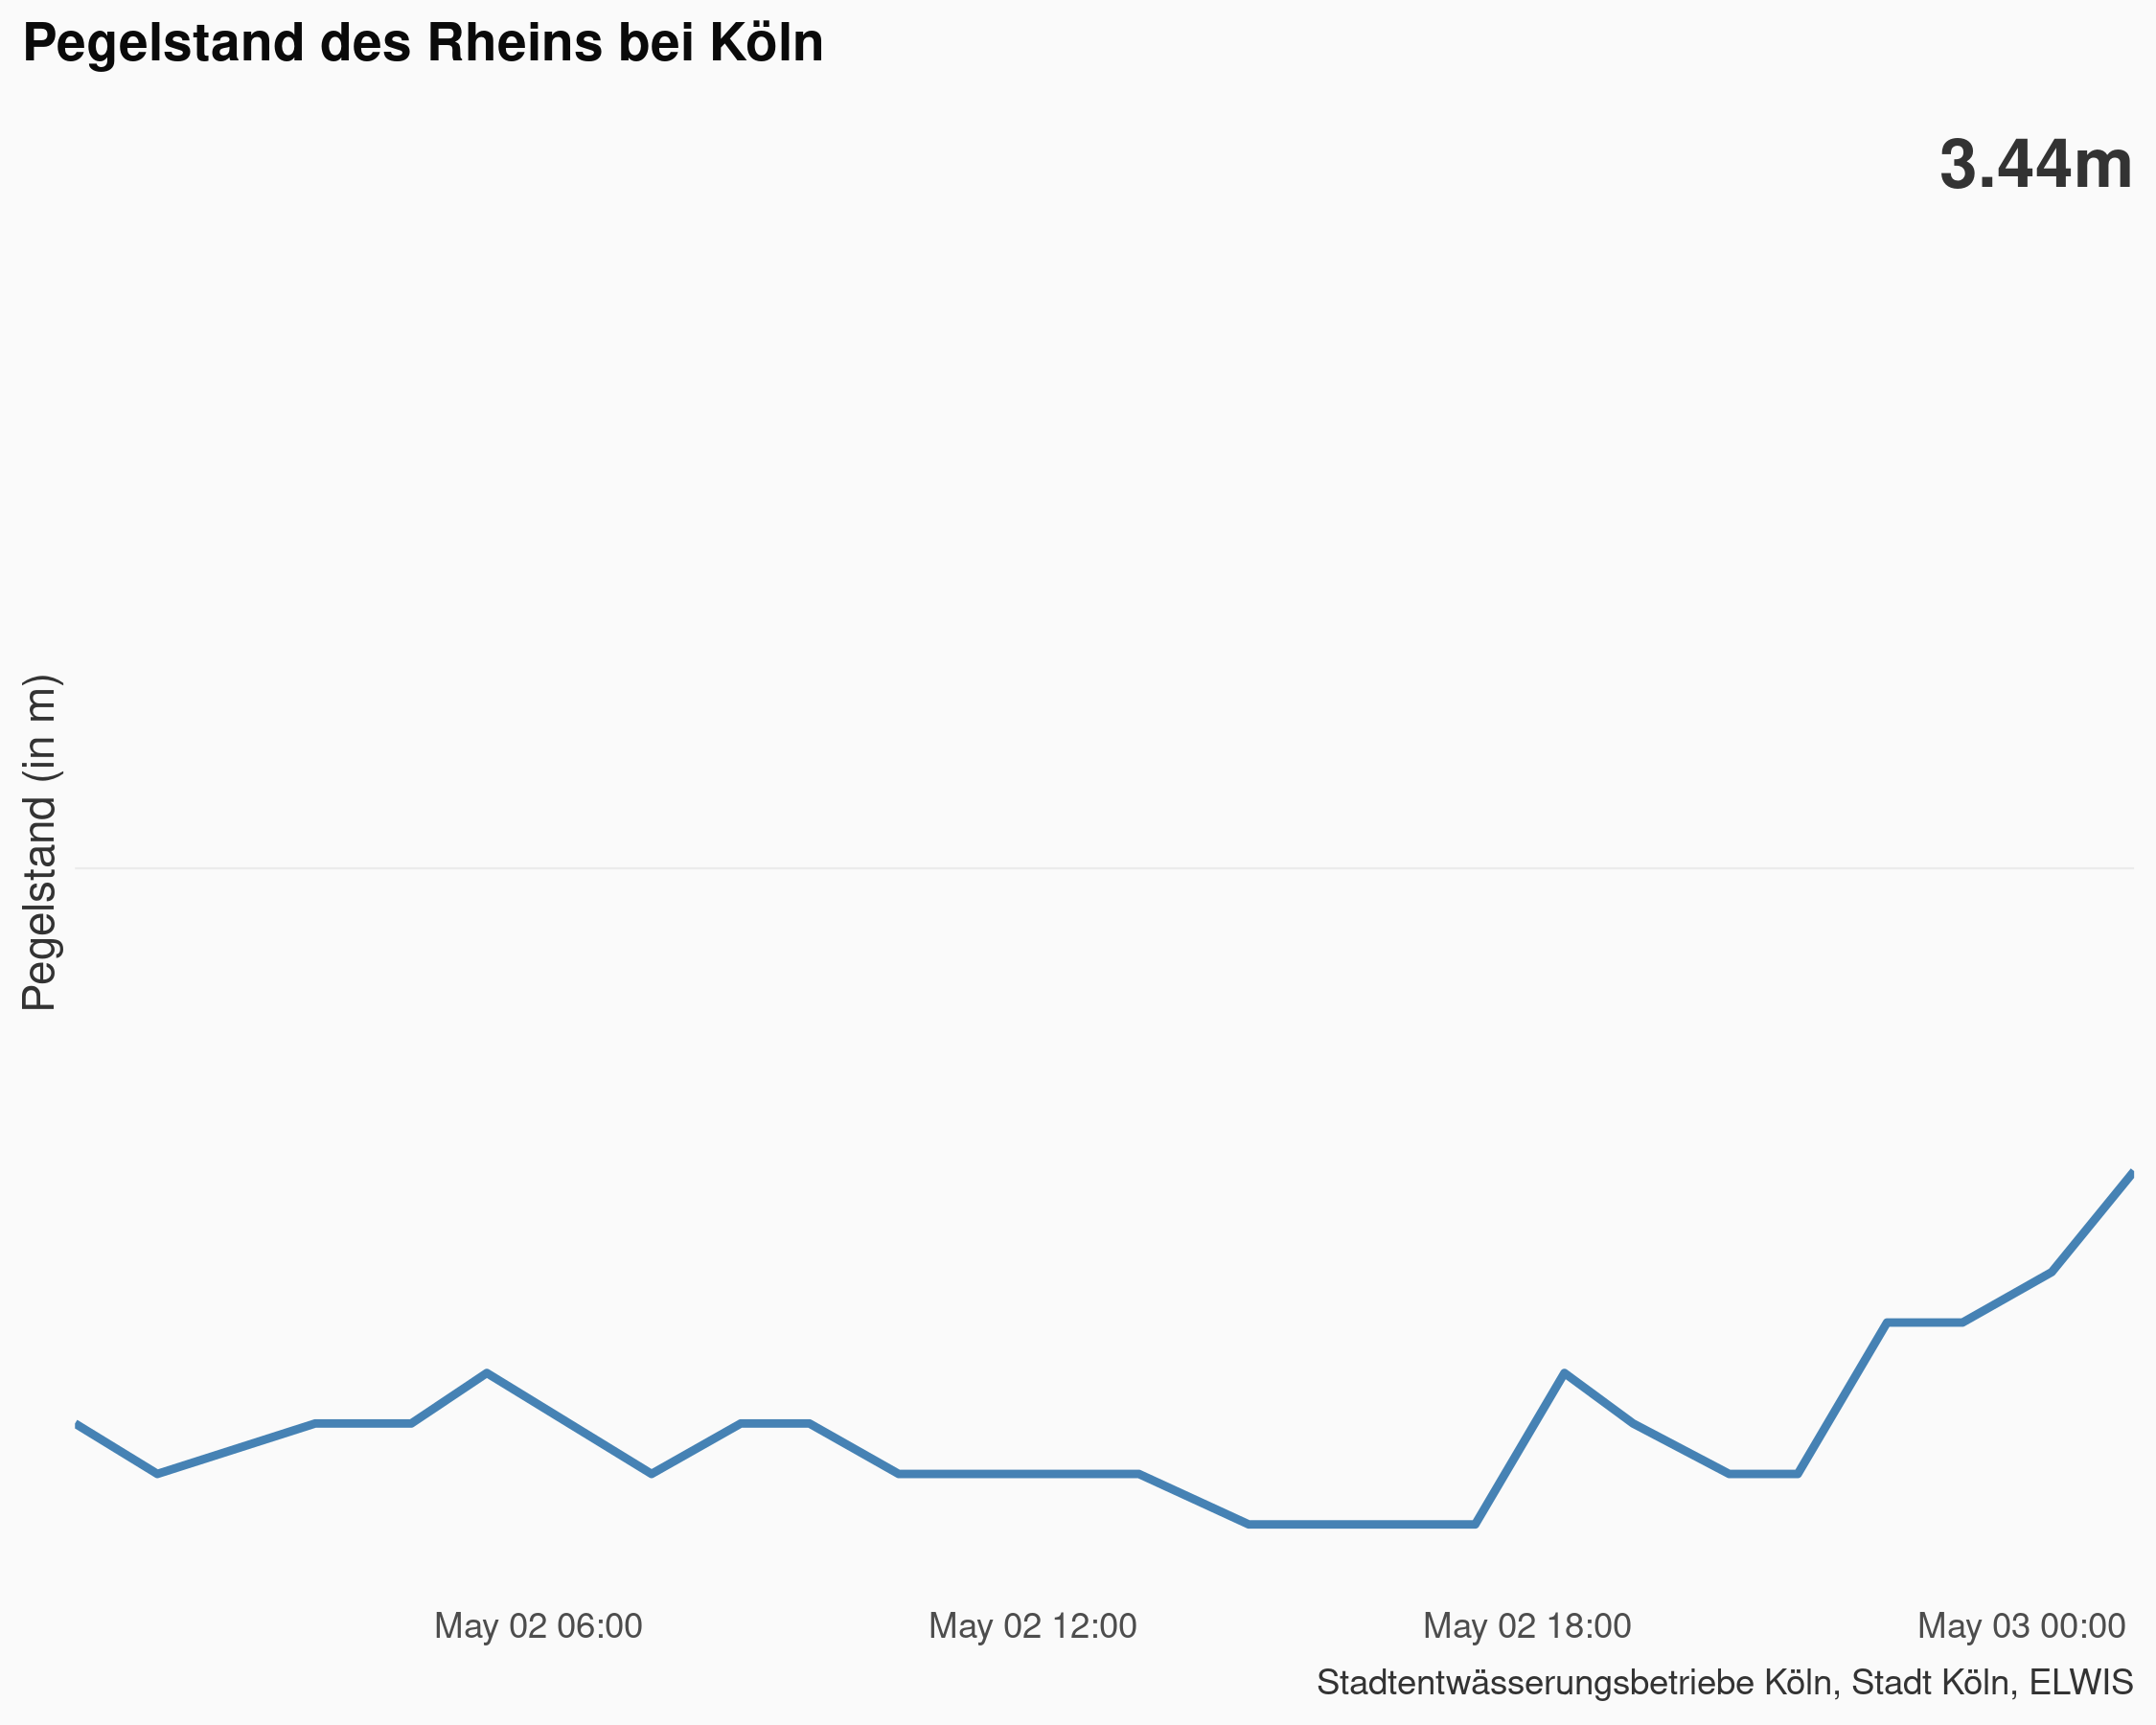 Pegelstand des Rheins bei Köln
3.44m
Pegelstand (in m)
May 02 06:00
May 02 12:00
May 02 18:00
May 03 00:00
Stadtentwässerungsbetriebe Köln, Stadt Köln, ELWIS